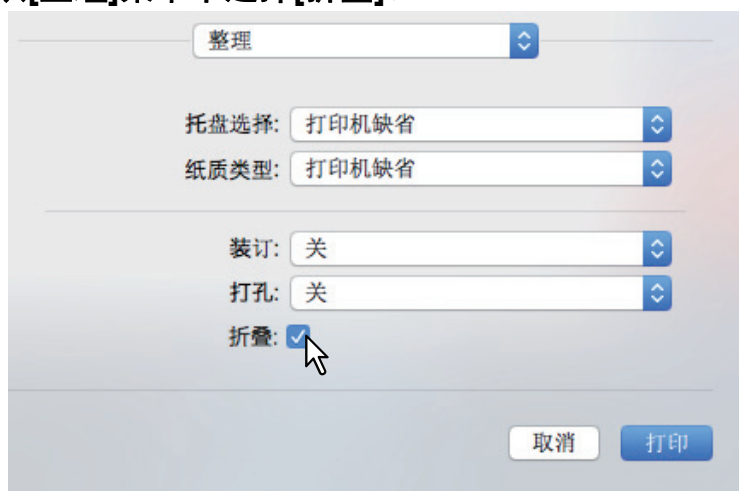 整理
托盘选择: 打印机缺省
纸质类型: 打印机缺省
装订: 关
打孔: 关
折叠:
取消 打印